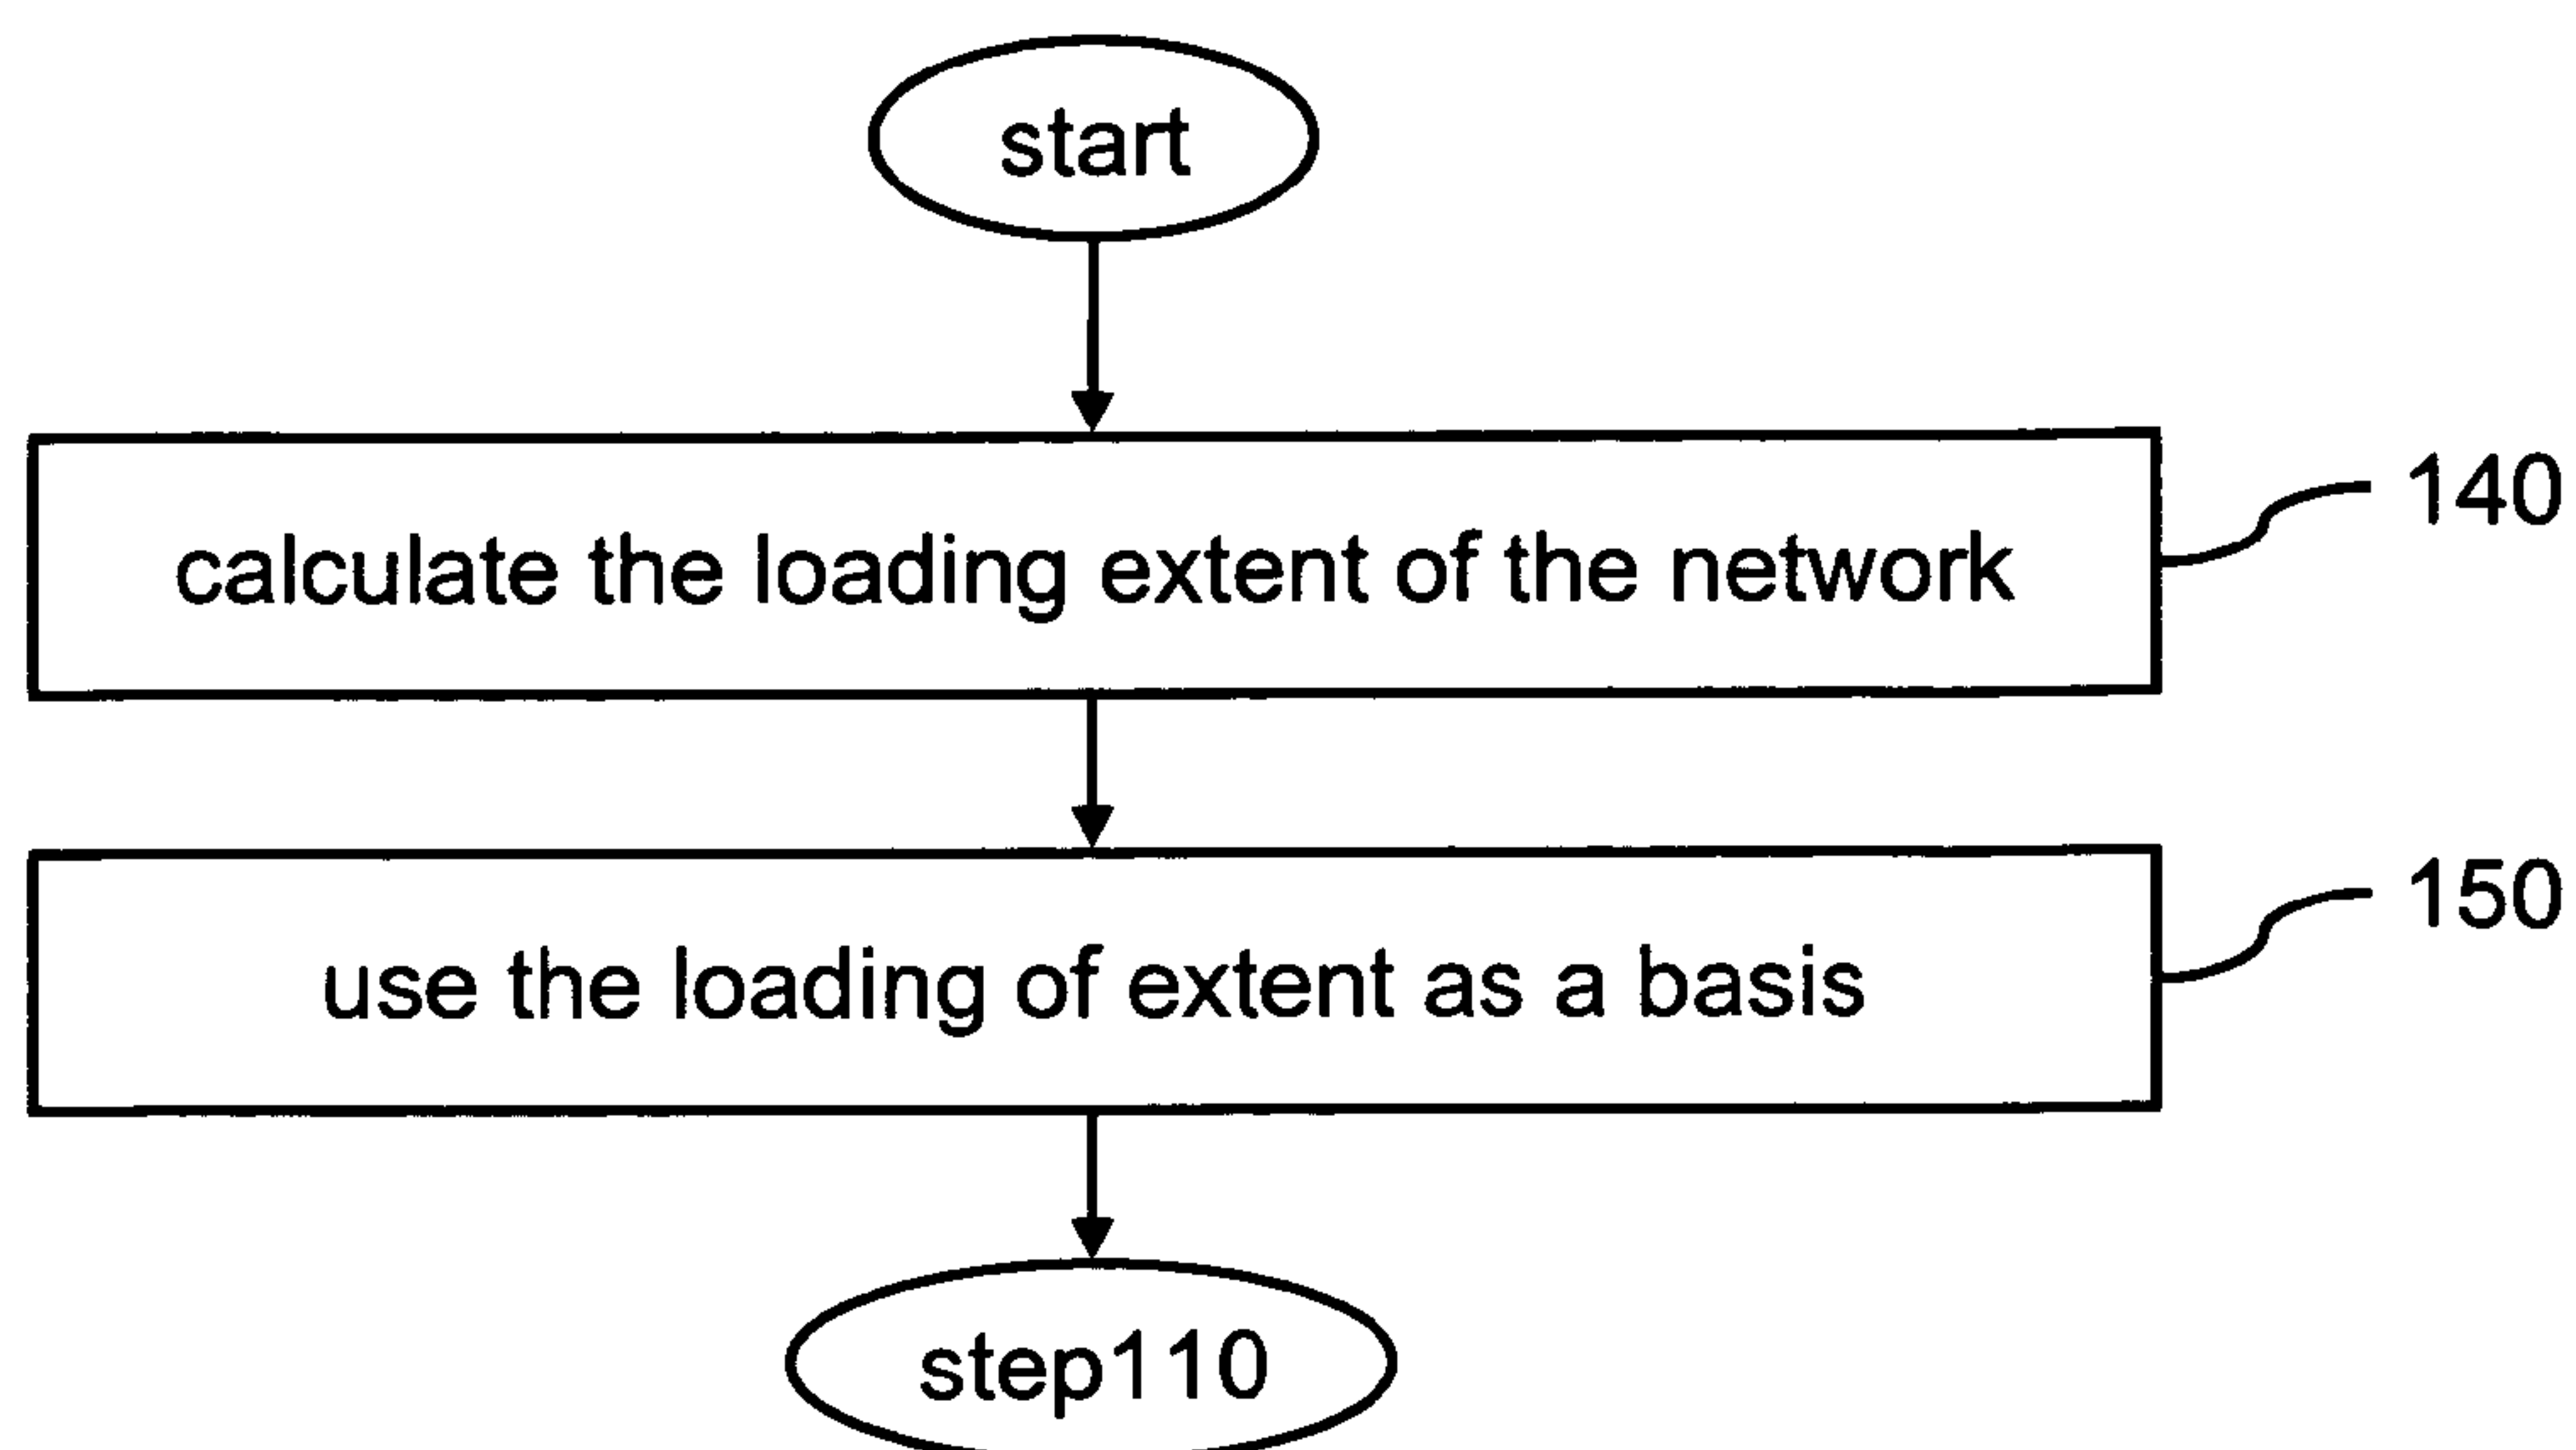 start
calculate the loading extent of the network
140
use the loading of extent as a basis
150
step110